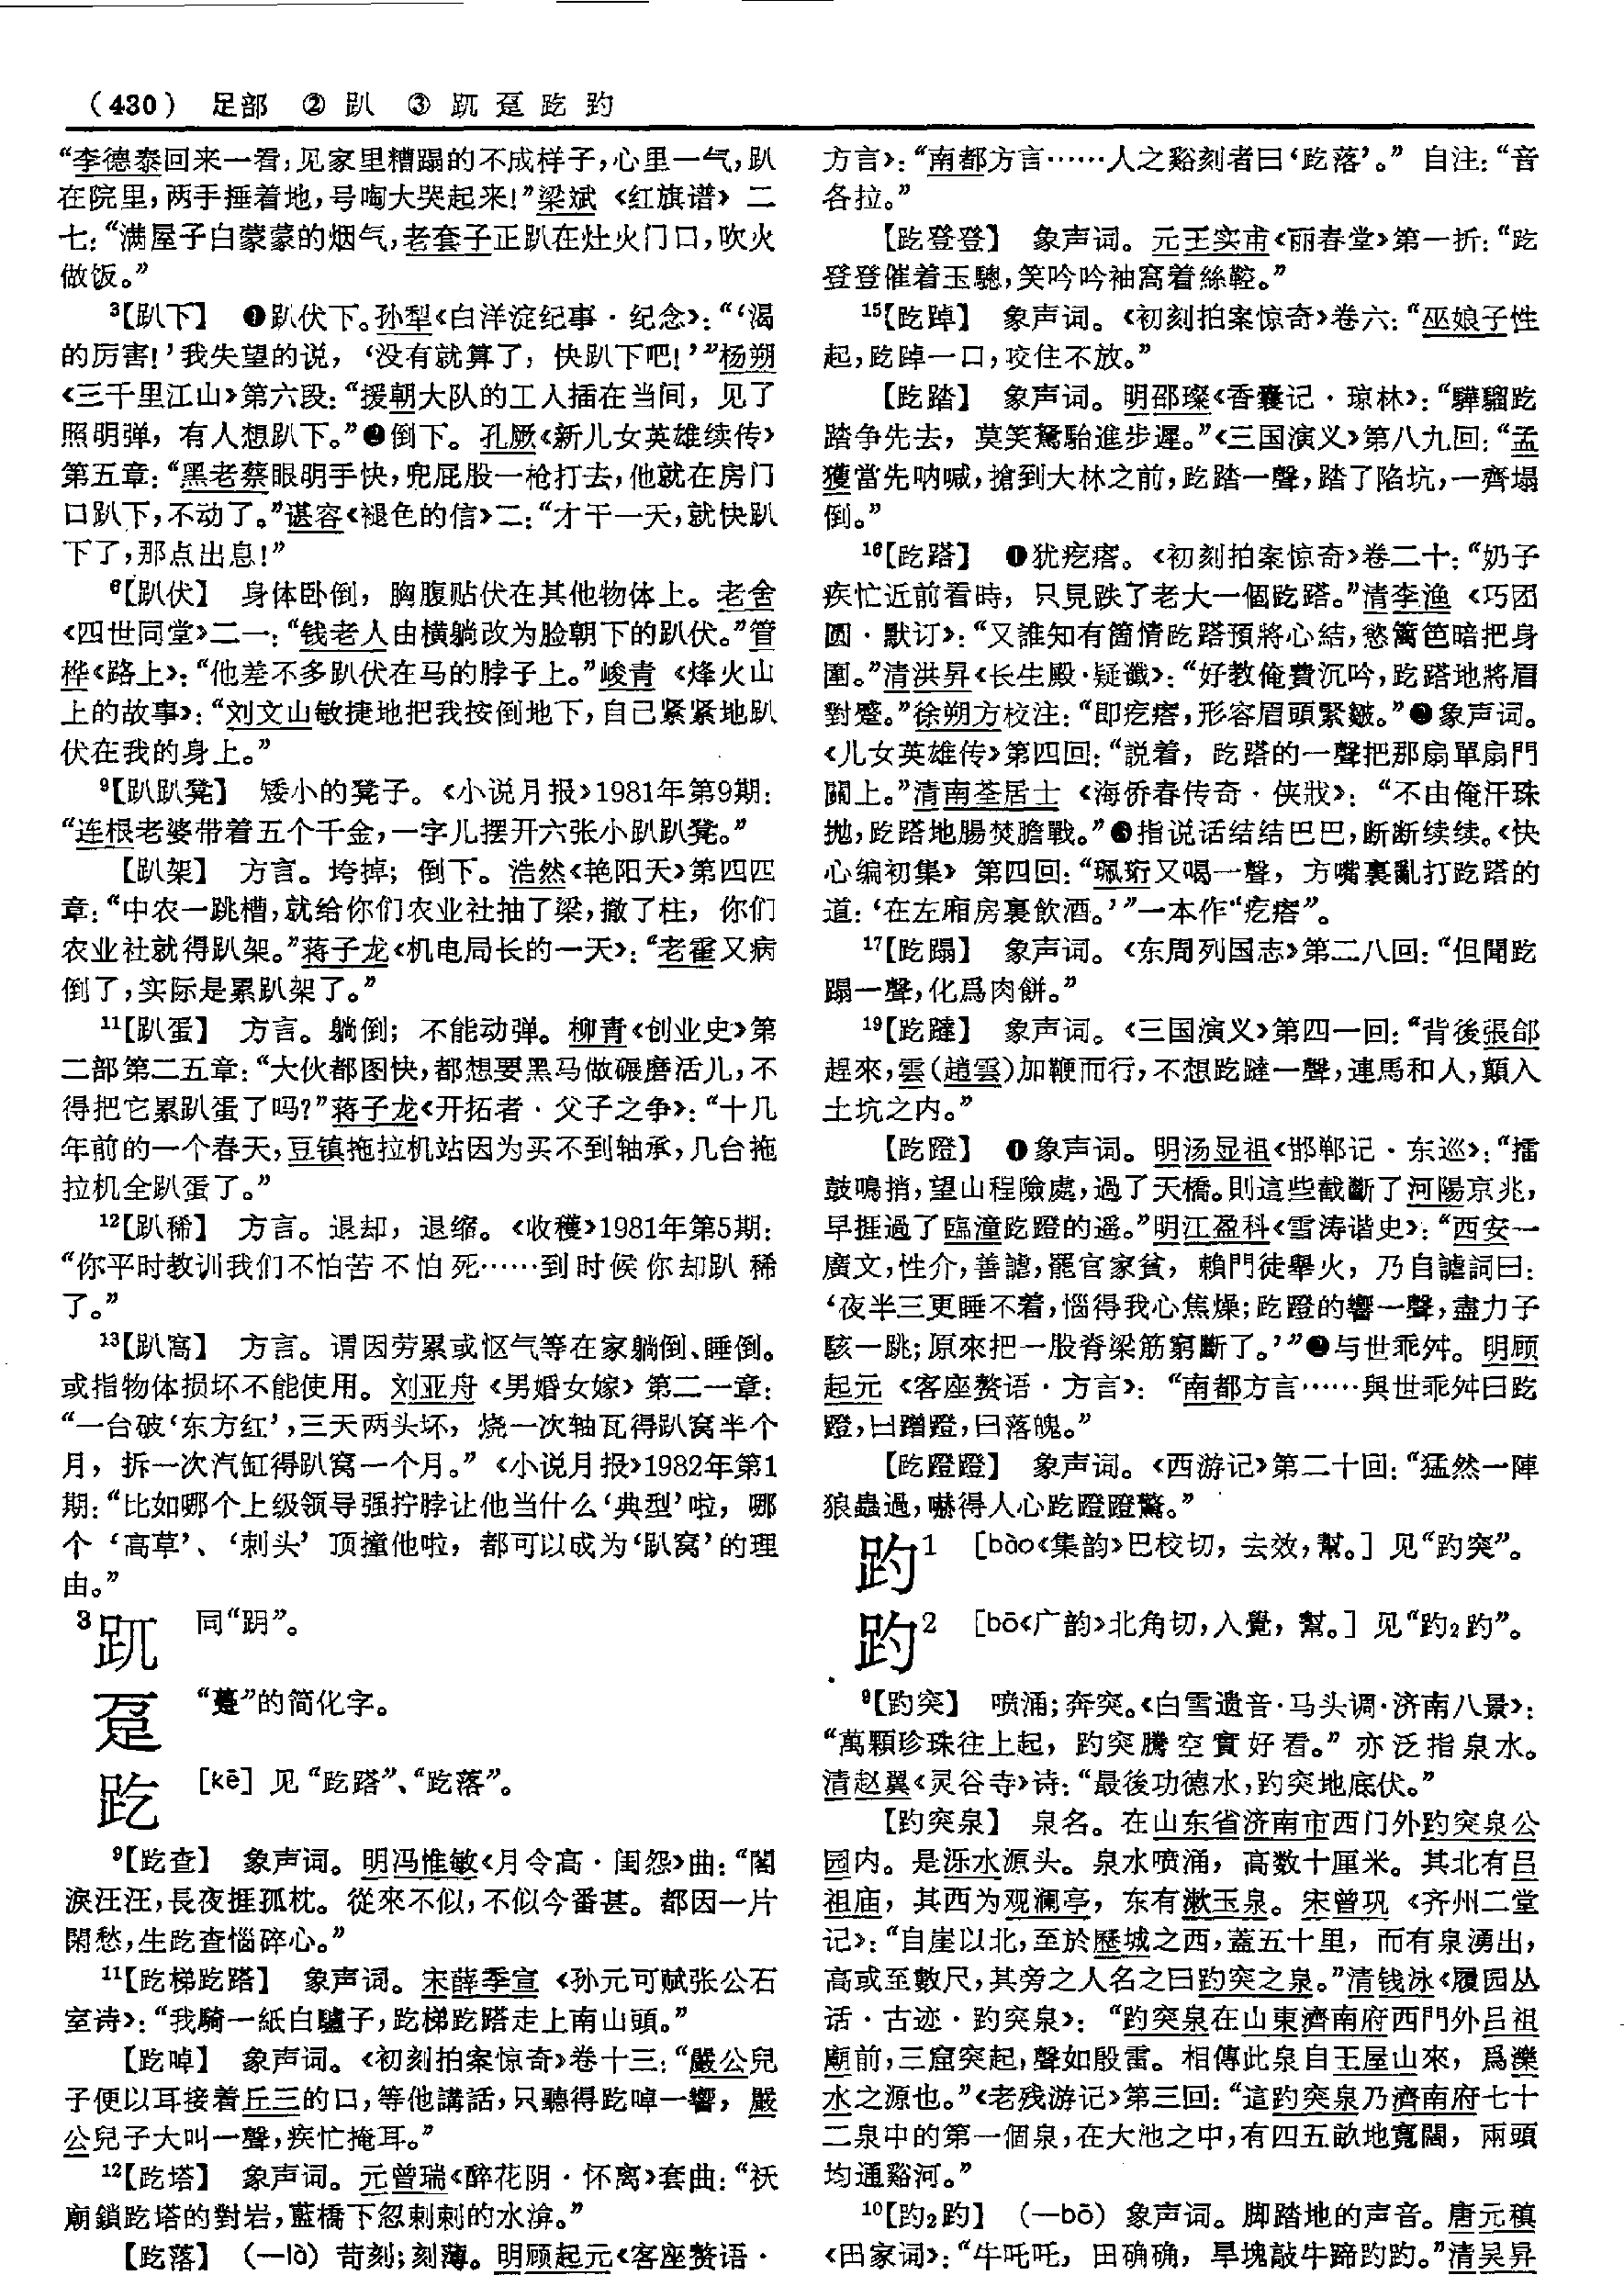 （430） 足部 ② 趴 ③ 趶 趸 趷 趵
“李德泰回来一看；见家里糟蹋的不成样子，心里一气，趴
在院里，两手捶着地，号啕大哭起来！”梁斌《红旗谱》二
七：“满屋子白蒙蒙的烟气，老套子正趴在灶火门口，吹火
做饭。”
³【趴下】 ❶趴伏下。孙犁《白洋淀纪事·纪念》：“‘渴
的厉害！’我失望的说，‘没有就算了，快趴下吧！’”杨朔
《三千里江山》第六段：“援朝大队的工人插在当间，见了
照明弹，有人想趴下。”❷倒下。孔厥《新儿女英雄续传》
第五章：“黑老蔡眼明手快，兜屁股一枪打去，他就在房门
口趴下，不动了。”谌容《褪色的信》二：“才干一天，就快趴
下了，那点出息！”
⁶【趴伏】 身体卧倒，胸腹贴伏在其他物体上。老舍
《四世同堂》二一：“钱老人由横躺改为脸朝下的趴伏。”管
桦《路上》：“他差不多趴伏在马的脖子上。”峻青《烽火山
上的故事》：“刘文山敏捷地把我按倒地下，自己紧紧地趴
伏在我的身上。”
⁹【趴趴凳】 矮小的凳子。《小说月报》1981年第9期：
“连根老婆带着五个千金，一字儿摆开六张小趴趴凳。”
【趴架】 方言。垮掉；倒下。浩然《艳阳天》第四四
章：“中农一跳槽，就给你们农业社抽了梁，撤了柱，你们
农业社就得趴架。”蒋子龙《机电局长的一天》：“老霍又病
倒了，实际是累趴架了。”
¹¹【趴蛋】 方言。躺倒；不能动弹。柳青《创业史》第
二部第二五章：“大伙都图快，都想要黑马做碾磨活儿，不
得把它累趴蛋了吗？”蒋子龙《开拓者·父子之争》：“十几
年前的一个春天，豆镇拖拉机站因为买不到轴承，几台拖
拉机全趴蛋了。”
¹²【趴稀】 方言。退却，退缩。《收穫》1981年第5期：
“你平时教训我们不怕苦不怕死……到时候你却趴稀
了。”
¹³【趴窝】 方言。谓因劳累或怄气等在家躺倒、睡倒。
或指物体损坏不能使用。刘亚舟《男婚女嫁》第二一章：
“一台破‘东方红’，三天两头坏，烧一次轴瓦得趴窝半个
月，拆一次汽缸得趴窝一个月。”《小说月报》1982年第1
期：“比如哪个上级领导强拧脖让他当什么‘典型’啦，哪
个‘高草’、‘刺头’顶撞他啦，都可以成为‘趴窝’的理
由。”
³ 同“跀”。
趸 “躉”的简化字。
趷 ［kē］见“趷蹹”、“趷落”。
⁹【趷查】 象声词。明冯惟敏《月令高·闺怨》曲：“閣
淚汪汪，長夜捱孤枕。從來不似，不似今番甚。都因一片
閑愁，生趷查惱碎心。”
¹¹【趷梯趷蹹】 象声词。宋薛季宣《孙元可赋张公石
室诗》：“我騎一紙白驢子，趷梯趷蹹走上南山頭。”
【趷啅】 象声词。《初刻拍案惊奇》卷十三：“嚴公兒
子便以耳接着丘三的口，等他講話，只聽得趷啅一響，嚴
公兒子大叫一聲，疾忙掩耳。”
¹²【趷塔】 象声词。元曾瑞《醉花阴·怀离》套曲：“袄
廟鎖趷塔的對岩，藍橋下忽剌剌的水渰。”
【趷落】 （—là）苛刻；刻薄。明顾起元《客座赘语·
方言》：“南都方言……人之谿刻者曰‘趷落’。”自注：“音
各拉。”
【趷登登】 象声词。元王实甫《丽春堂》第一折：“趷
登登催着玉驄，笑吟吟袖窩着絲鞚。”
¹⁵【趷踔】 象声词。《初刻拍案惊奇》卷六：“巫娘子性
起，趷踔一口，咬住不放。”
【趷踏】 象声词。明邵璨《香囊记·琼林》：“驊騮趷
踏争先去，莫笑駑駘進步遲。”《三国演义》第八九回：“孟
獲當先呐喊，搶到大林之前，趷踏一聲，踏了陷坑，一齊塌
倒。”
¹⁶【趷蹹】 ❶犹疙瘩。《初刻拍案惊奇》卷二十：“奶子
疾忙近前看時，只見跌了老大一個趷蹹。”清李渔《巧团
圆·默订》：“又誰知有箇情趷蹹預將心結，慾篱笆暗把身
圍。”清洪昇《长生殿·疑谶》：“好教俺費沉吟，趷蹹地將眉
對蹙。”徐朔方校注：“即疙瘩，形容眉頭緊皺。”❷象声词。
《儿女英雄传》第四回：“説着，趷蹹的一聲把那扇單扇門
關上。”清南荃居士《海侨春传奇·侠戕》：“不由俺汗珠
拋，趷蹹地腸焚膽戰。”❸指说话结结巴巴，断断续续。《快
心编初集》第四回：“珮珩又喝一聲，方嘴裏亂打趷蹹的
道：‘在左廂房裏飲酒。’”一本作“疙瘩”。
¹⁷【趷蹋】 象声词。《东周列国志》第二八回：“但聞趷
蹋一聲，化爲肉餅。”
¹⁹【趷躂】 象声词。《三国演义》第四一回：“背後張郃
趕來，雲（趙雲）加鞭而行，不想趷躂一聲，連馬和人，顛入
土坑之内。”
【趷蹬】 ❶象声词。明汤显祖《邯郸记·东巡》：“擂
鼓鳴捎，望山程險處，過了天橋。則這些截斷了河陽京兆，
早捱過了臨潼趷蹬的遥。”明江盈科《雪涛谐史》：“西安一
廣文，性介，善謔，罷官家貧，賴門徒舉火，乃自謔詞曰：
‘夜半三更睡不着，惱得我心焦燥；趷蹬的響一聲，盡力子
駭一跳；原來把一股脊梁筋窮斷了。’”❷与世乖舛。明顾
起元《客座赘语·方言》：“南都方言……與世乖舛曰趷
蹬，曰蹭蹬，曰落魄。”
【趷蹬蹬】 象声词。《西游记》第二十回：“猛然一陣
狼蟲過，嚇得人心趷蹬蹬驚。”
趵¹ ［bào《集韵》巴校切，去效，幫。］见“趵突”。
趵² ［bō《广韵》北角切，入覺，幫。］见“趵₂趵”。
⁹【趵突】 喷涌；奔突。《白雪遗音·马头调·济南八景》：
“萬顆珍珠往上起，趵突騰空實好看。”亦泛指泉水。
清赵翼《灵谷寺》诗：“最後功德水，趵突地底伏。”
【趵突泉】 泉名。在山东省济南市西门外趵突泉公
园内。是泺水源头。泉水喷涌，高数十厘米。其北有吕
祖庙，其西为观澜亭，东有漱玉泉。宋曾巩《齐州二堂
记》：“自崖以北，至於歷城之西，蓋五十里，而有泉湧出，
高或至數尺，其旁之人名之曰趵突之泉。”清钱泳《履园丛
话·古迹·趵突泉》：“趵突泉在山東濟南府西門外吕祖
廟前，三窟突起，聲如殷雷。相傳此泉自王屋山來，爲濼
水之源也。”《老残游记》第三回：“這趵突泉乃濟南府七十
二泉中的第一個泉，在大池之中，有四五畝地寬闊，兩頭
均通谿河。”
¹⁰【趵₂趵】 （—bō）象声词。脚踏地的声音。唐元稹
《田家词》：“牛吒吒，田确确，旱塊敲牛蹄趵趵。”清吴昇